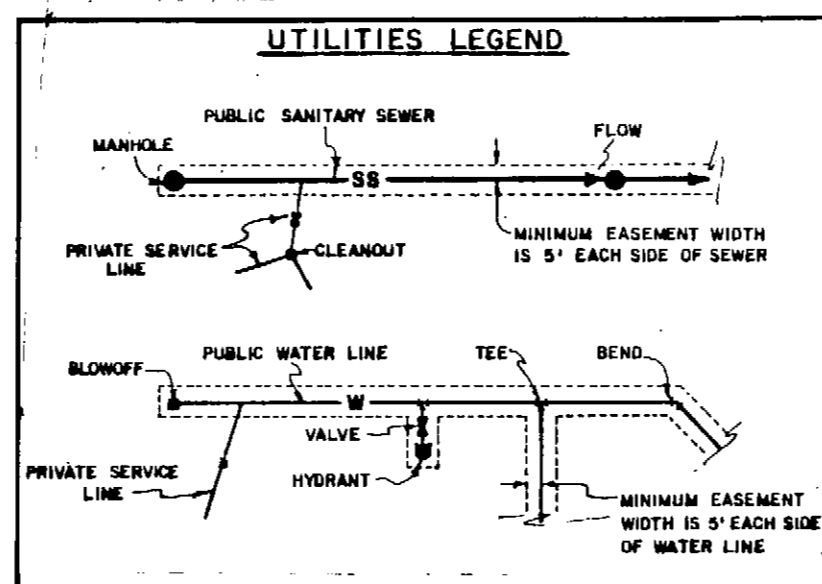 UTILITIES LEGEND
PUBLIC SANITARY SEWER
FLOW
MANHOLE
SS
PRIVATE SERVICE
LINE
CLEANOUT
MINIMUM EASEMENT WIDTH
IS 5' EACH SIDE OF SEWER
PUBLIC WATER LINE
TEE
BEND
BLOWOFF
W
VALVE
PRIVATE SERVICE
LINE
HYDRANT
MINIMUM EASEMENT
WIDTH IS 5' EACH SIDE
OF WATER LINE